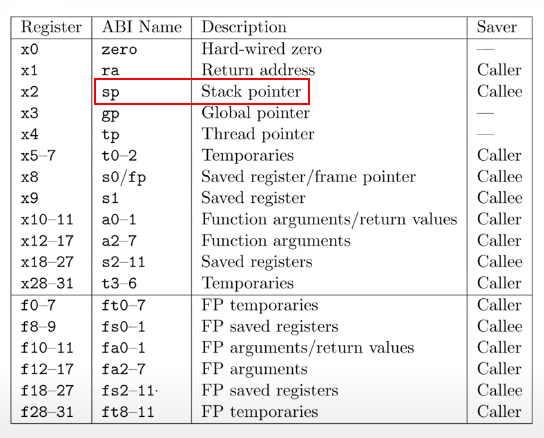 Register ABI Name Description Saver
x0 zero Hard-wired zero —
x1 ra Return address Caller
x2 sp Stack pointer Callee
x3 gp Global pointer —
x4 tp Thread pointer —
x5–7 t0–2 Temporaries Caller
x8 s0/fp Saved register/frame pointer Callee
x9 s1 Saved register Callee
x10–11 a0–1 Function arguments/return values Caller
x12–17 a2–7 Function arguments Caller
x18–27 s2–11 Saved registers Callee
x28–31 t3–6 Temporaries Caller
f0–7 ft0–7 FP temporaries Caller
f8–9 fs0–1 FP saved registers Callee
f10–11 fa0–1 FP arguments/return values Caller
f12–17 fa2–7 FP arguments Caller
f18–27 fs2–11 FP saved registers Callee
f28–31 ft8–11 FP temporaries Caller